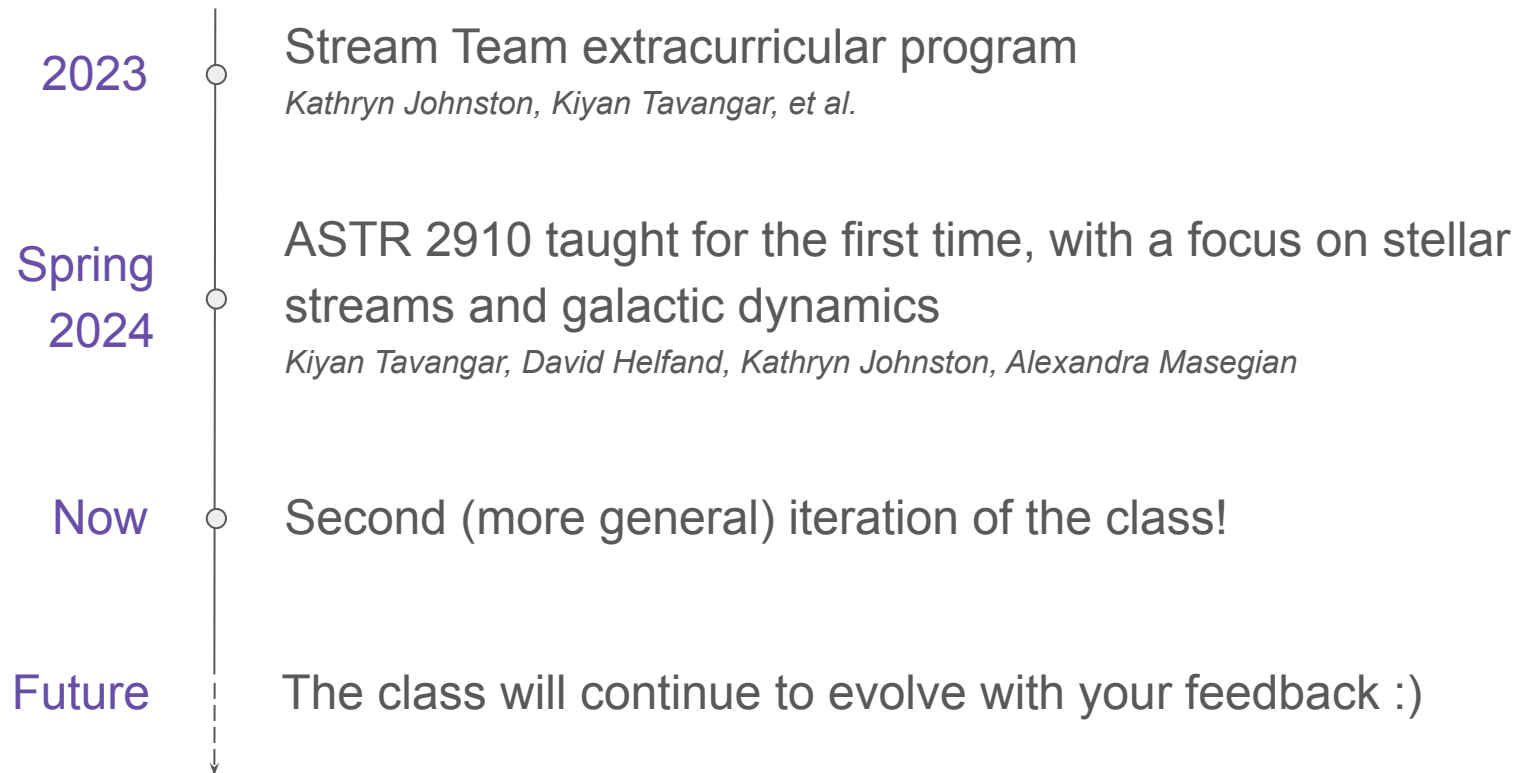 2023
Stream Team extracurricular program
Kathryn Johnston, Kiyan Tavangar, et al.
Spring
2024
ASTR 2910 taught for the first time, with a focus on stellar
streams and galactic dynamics
Kiyan Tavangar, David Helfand, Kathryn Johnston, Alexandra Masegian
Now
Second (more general) iteration of the class!
Future
The class will continue to evolve with your feedback :)